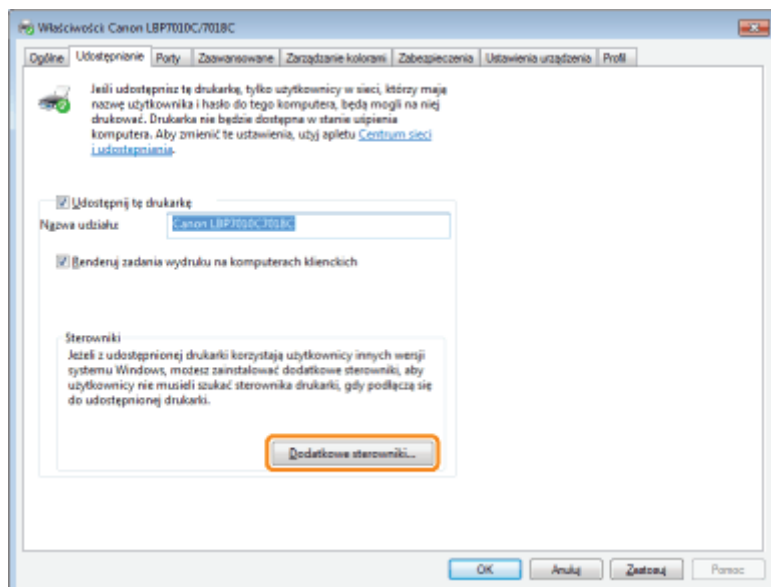 Właściwości: Canon LBP7010C/7018C
Ogólne Udostępnianie Porty Zaawansowane Zarządzanie kolorami Zabezpieczenia Ustawienia urządzenia Profil
Jeśli udostępnisz tę drukarkę, tylko użytkownicy w sieci, którzy mają
nazwę użytkownika i hasło do tego komputera, będą mogli na niej
drukować. Drukarka nie będzie dostępna w stanie uśpienia
komputera. Aby zmienić te ustawienia, użyj apletu Centrum sieci
i udostępniania.
Udostępnij tę drukarkę
Nazwa udziału: Canon LBP7010C7018C
Renderuj zadania wydruku na komputerach klienckich
Sterowniki
Jeżeli z udostępnionej drukarki korzystają użytkownicy innych wersji
systemu Windows, możesz zainstalować dodatkowe sterowniki, aby
użytkownicy nie musieli szukać sterownika drukarki, gdy podłączą się
do udostępnionej drukarki.
Dodatkowe sterowniki...
OK Anuluj Zastosuj Pomoc